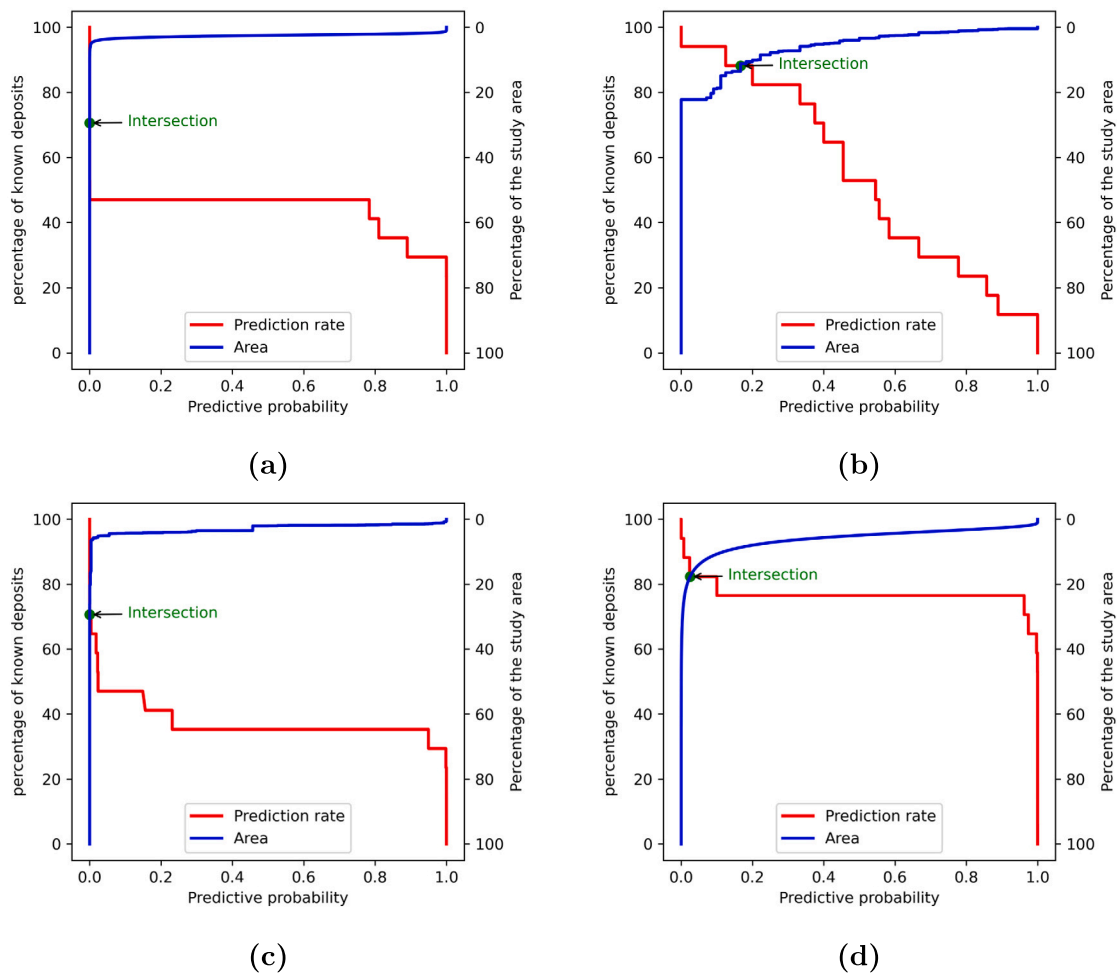 100
80
60
40
20
0
percentage of known deposits
0
20
40
60
80
100
Percentage of the study area
Intersection
Prediction rate
Area
0.0 0.2 0.4 0.6 0.8 1.0
Predictive probability
(a)
100
80
60
40
20
0
percentage of known deposits
0
20
40
60
80
100
Percentage of the study area
Intersection
Prediction rate
Area
0.0 0.2 0.4 0.6 0.8 1.0
Predictive probability
(b)
100
80
60
40
20
0
percentage of known deposits
0
20
40
60
80
100
Percentage of the study area
Intersection
Prediction rate
Area
0.0 0.2 0.4 0.6 0.8 1.0
Predictive probability
(c)
100
80
60
40
20
0
percentage of known deposits
0
20
40
60
80
100
Percentage of the study area
Intersection
Prediction rate
Area
0.0 0.2 0.4 0.6 0.8 1.0
Predictive probability
(d)